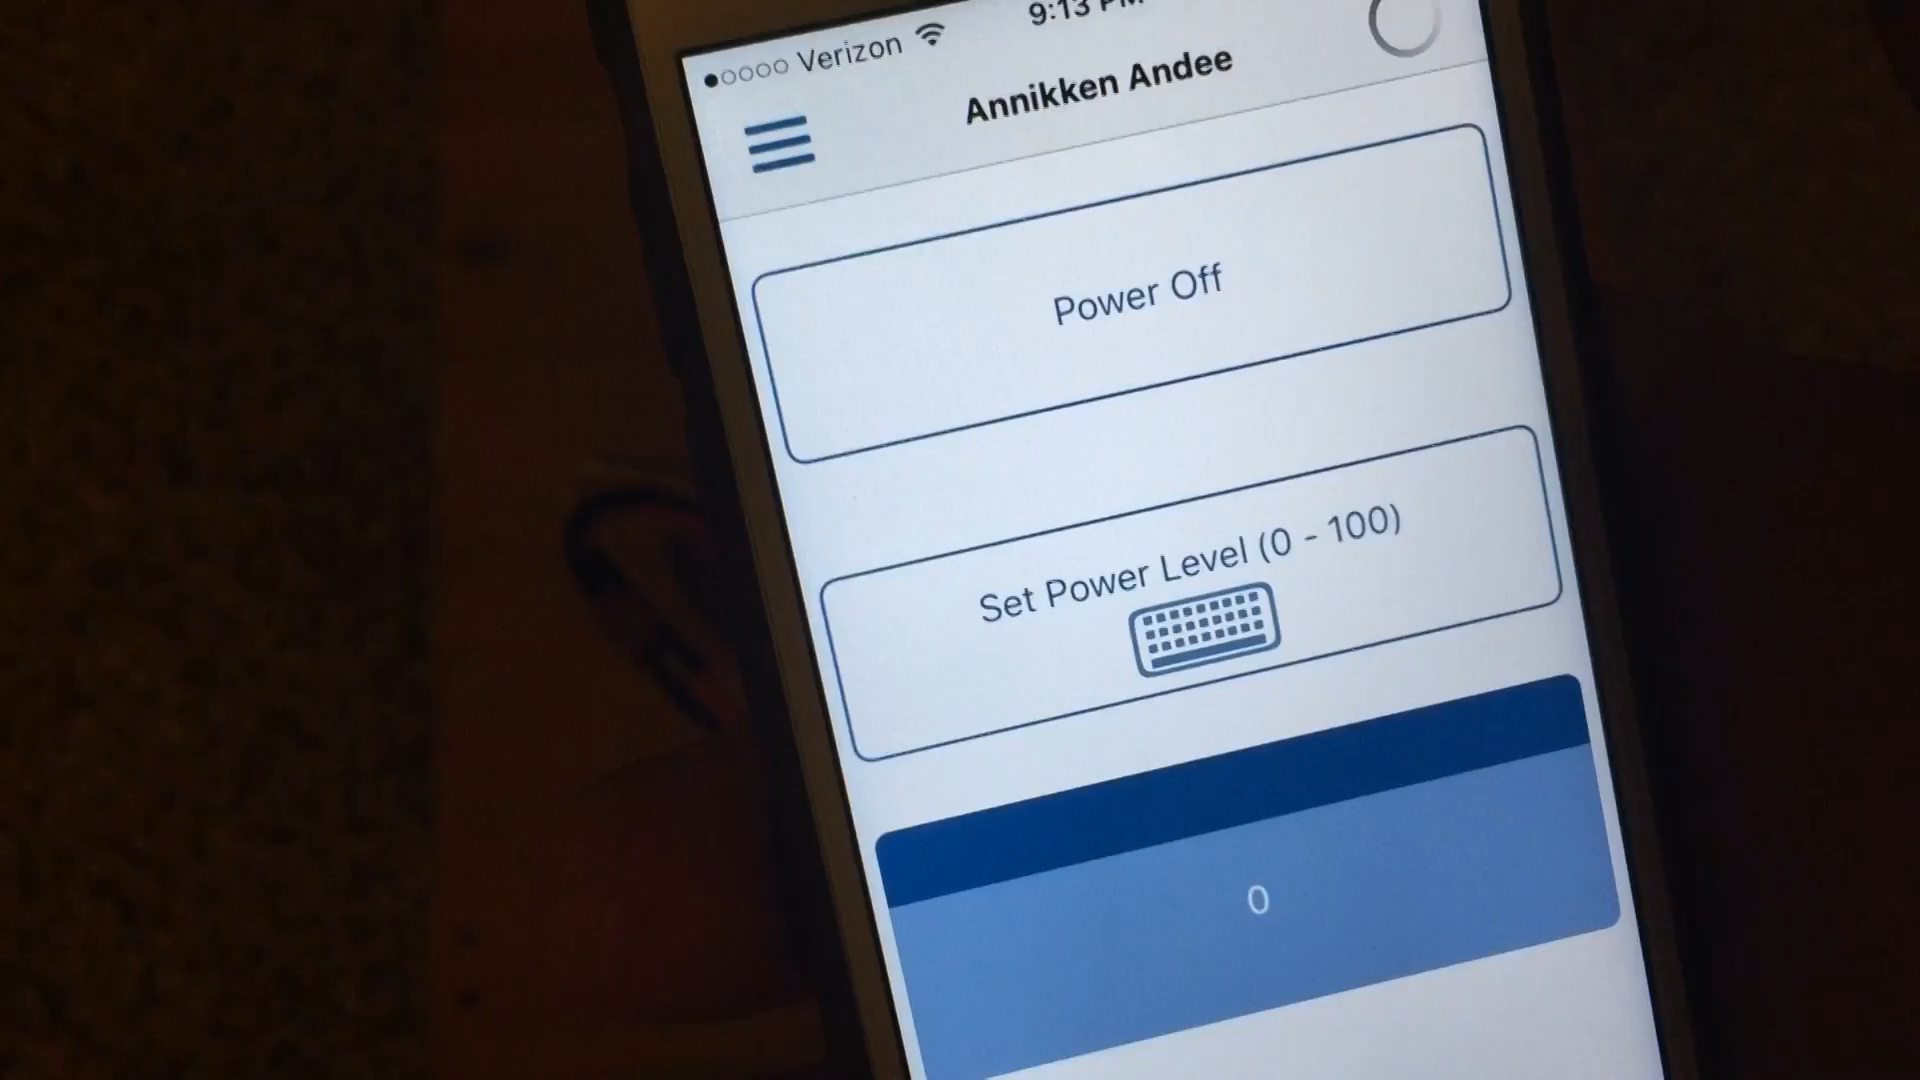 Verizon 9:13 PM
Annikken Andee
Power Off
Set Power Level (0 - 100)
0